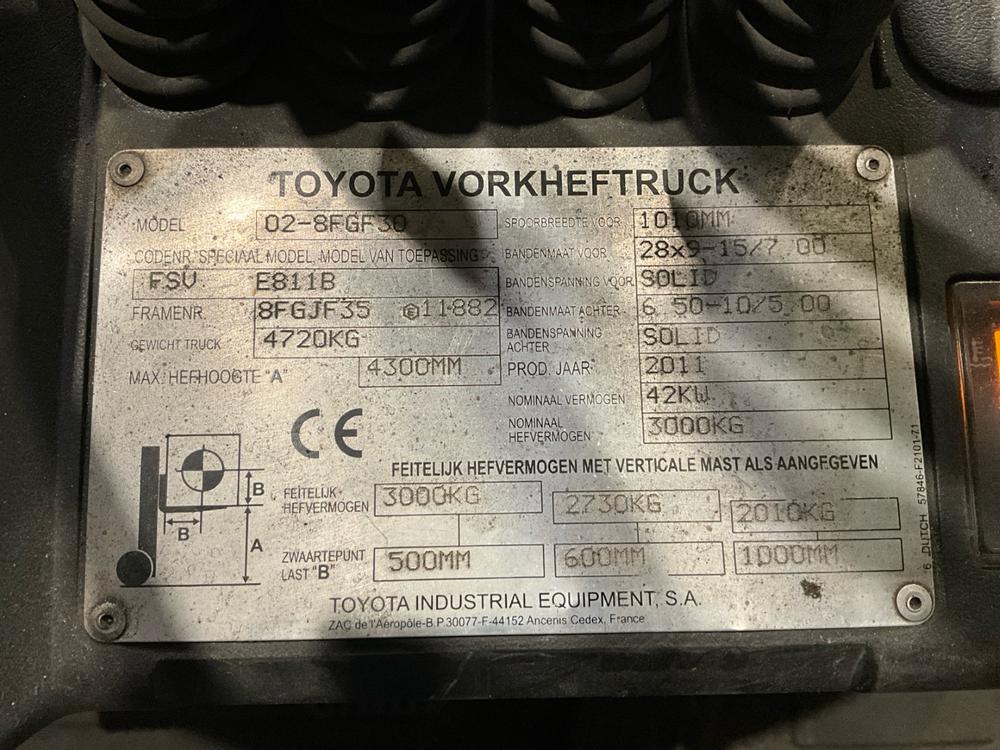 TOYOTA VORKHEFTRUCK
MODEL 02-8FGF30
CODENR. SPECIAAL MODEL, MODEL VAN TOEPASSING
FSV E811B
FRAMENR. 8FGJF35 E11882
GEWICHT TRUCK 4720KG
MAX. HEFHOOGTE "A" 4300MM
SPOORBREEDTE VOOR 1010MM
BANDENMAAT VOOR 28x9-15/7.00
BANDENSPANNING VOOR SOLID
BANDENMAAT ACHTER 6.50-10/5.00
BANDENSPANNING ACHTER SOLID
PROD. JAAR 2011
NOMINAAL VERMOGEN 42KW
NOMINAAL HEFVERMOGEN 3000KG
CE
FEITELIJK HEFVERMOGEN MET VERTICALE MAST ALS AANGEGEVEN
FEITELIJK HEFVERMOGEN 3000KG 2730KG 2010KG
ZWAARTEPUNT LAST "B" 500MM 600MM 1000MM
B
B
A
TOYOTA INDUSTRIAL EQUIPMENT, S.A.
ZAC de l'Aéropôle-B.P.30077-F-44152 Ancenis Cedex, France
6 DUTCH 57846-F2101-71